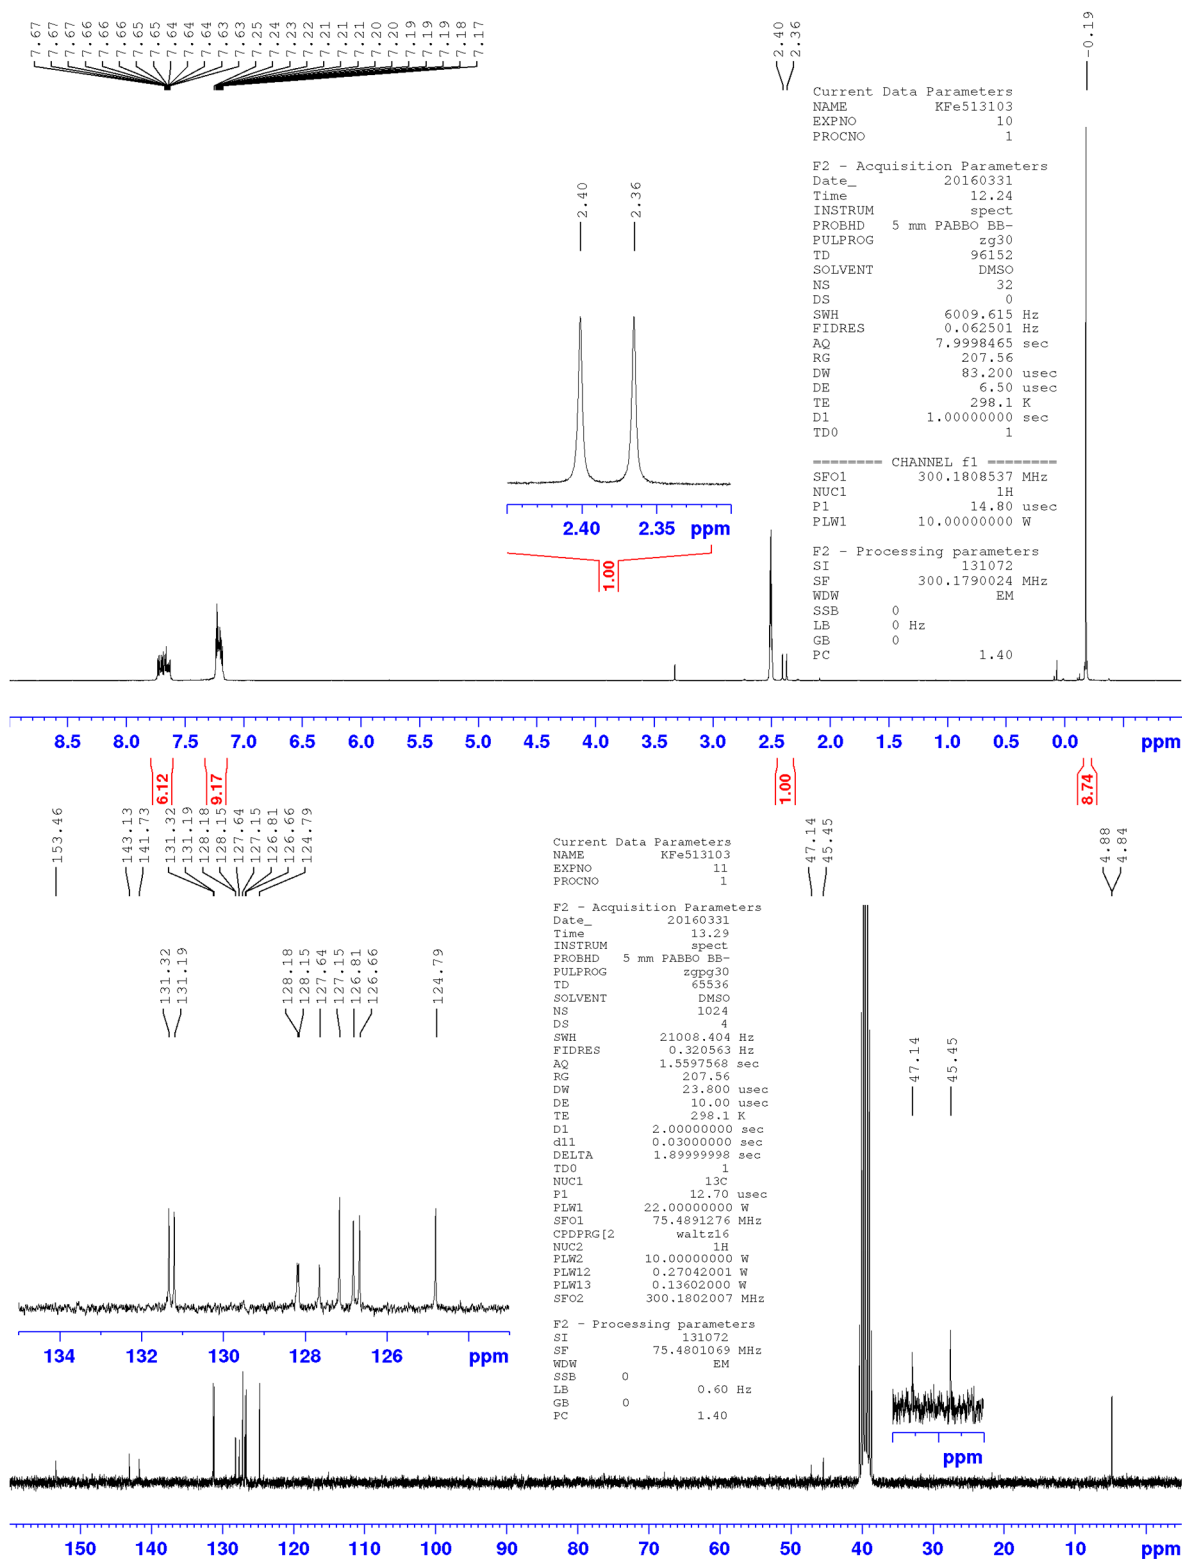 7.67
7.67
7.67
7.66
7.66
7.66
7.65
7.65
7.64
7.64
7.64
7.63
7.63
7.25
7.24
7.23
7.22
7.21
7.21
7.21
7.20
7.20
7.19
7.19
7.19
7.18
7.17
2.40
2.36
-0.19
Current Data Parameters
NAME KFe513103
EXPNO 10
PROCNO 1
F2 - Acquisition Parameters
Date_ 20160331
Time 12.24
INSTRUM spect
PROBHD 5 mm PABBO BB-
PULPROG zg30
TD 96152
SOLVENT DMSO
NS 32
DS 0
SWH 6009.615 Hz
FIDRES 0.062501 Hz
AQ 7.9998465 sec
RG 207.56
DW 83.200 usec
DE 6.50 usec
TE 298.1 K
D1 1.00000000 sec
TD0 1
======== CHANNEL f1 ========
SFO1 300.1808537 MHz
NUC1 1H
P1 14.80 usec
PLW1 10.00000000 W
F2 - Processing parameters
SI 131072
SF 300.1790024 MHz
WDW EM
SSB 0
LB 0 Hz
GB 0
PC 1.40
2.40
2.36
2.40 2.35 ppm
1.00
8.5 8.0 7.5 7.0 6.5 6.0 5.5 5.0 4.5 4.0 3.5 3.0 2.5 2.0 1.5 1.0 0.5 0.0 ppm
6.12
9.17
1.00
8.74
153.46
143.13
141.73
131.32
131.19
128.18
128.15
127.64
127.15
126.81
126.66
124.79
47.14
45.45
4.88
4.84
Current Data Parameters
NAME KFe513103
EXPNO 11
PROCNO 1
F2 - Acquisition Parameters
Date_ 20160331
Time 13.29
INSTRUM spect
PROBHD 5 mm PABBO BB-
PULPROG zgpg30
TD 65536
SOLVENT DMSO
NS 1024
DS 4
SWH 21008.404 Hz
FIDRES 0.320563 Hz
AQ 1.5597568 sec
RG 207.56
DW 23.800 usec
DE 10.00 usec
TE 298.1 K
D1 2.00000000 sec
d11 0.03000000 sec
DELTA 1.89999998 sec
TD0 1
NUC1 13C
P1 12.70 usec
PLW1 22.00000000 W
SFO1 75.4891276 MHz
CPDPRG[2 waltz16
NUC2 1H
PLW2 10.00000000 W
PLW12 0.27042001 W
PLW13 0.13602000 W
SFO2 300.1802007 MHz
F2 - Processing parameters
SI 131072
SF 75.4801069 MHz
WDW EM
SSB 0
LB 0.60 Hz
GB 0
PC 1.40
131.32
131.19
128.18
128.15
127.64
127.15
126.81
126.66
124.79
134 132 130 128 126 ppm
47.14
45.45
ppm
150 140 130 120 110 100 90 80 70 60 50 40 30 20 10 ppm